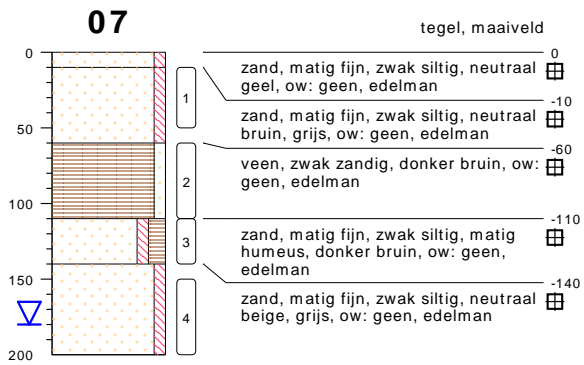 07
tegel, maaiveld
0
0
zand, matig fijn, zwak siltig, neutraal
geel, ow: geen, edelman
-10
1
zand, matig fijn, zwak siltig, neutraal
bruin, grijs, ow: geen, edelman
50
-60
2
veen, zwak zandig, donker bruin, ow:
geen, edelman
100
-110
3
zand, matig fijn, zwak siltig, matig
humeus, donker bruin, ow: geen,
edelman
150
-140
4
zand, matig fijn, zwak siltig, neutraal
beige, grijs, ow: geen, edelman
200